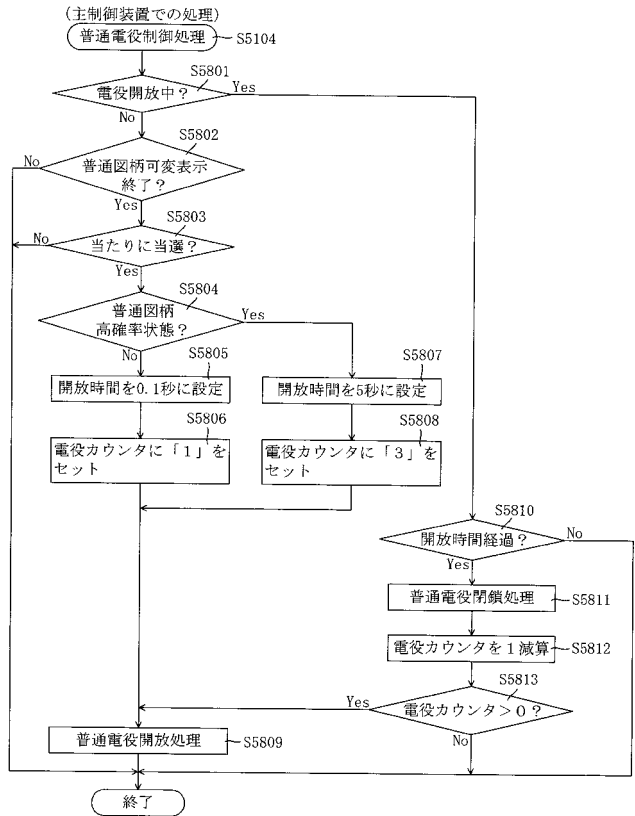 (主制御装置での処理)
普通電役制御処理
S5104
S5801
電役開放中？
Yes
No
S5802
No
普通図柄可変表示
終了？
Yes
S5803
No
当たりに当選？
Yes
S5804
普通図柄
高確率状態？
Yes
No
S5805
開放時間を0.1秒に設定
S5807
開放時間を5秒に設定
S5806
電役カウンタに「1」を
セット
S5808
電役カウンタに「3」を
セット
S5810
開放時間経過？
No
Yes
普通電役閉鎖処理
S5811
電役カウンタを1減算
S5812
S5813
Yes
電役カウンタ＞0？
No
普通電役開放処理
S5809
終了